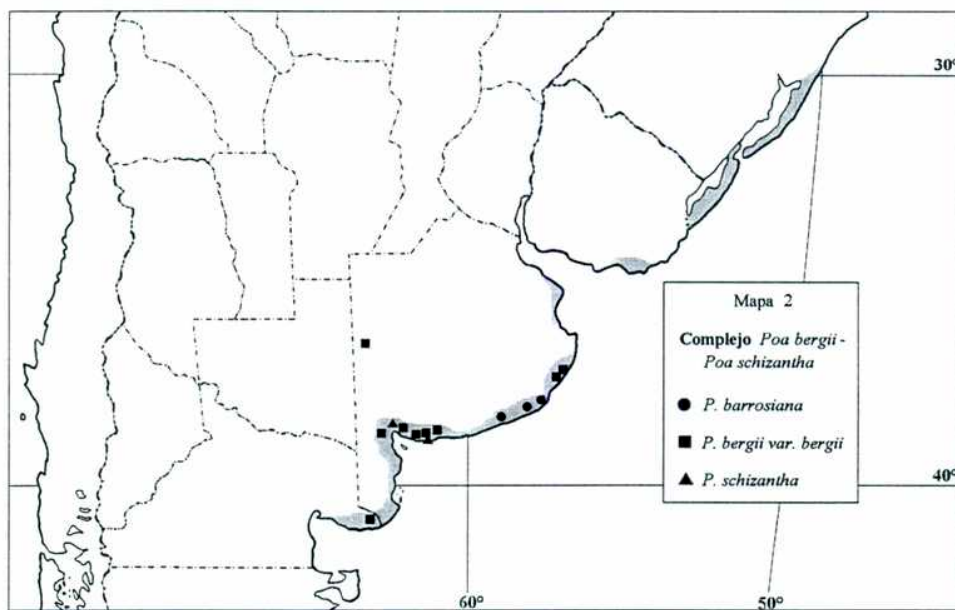 30°
Mapa 2
Complejo Poa bergii -
Poa schizantha
P. barrosiana
P. bergii var. bergii
P. schizantha
40°
60°
50°